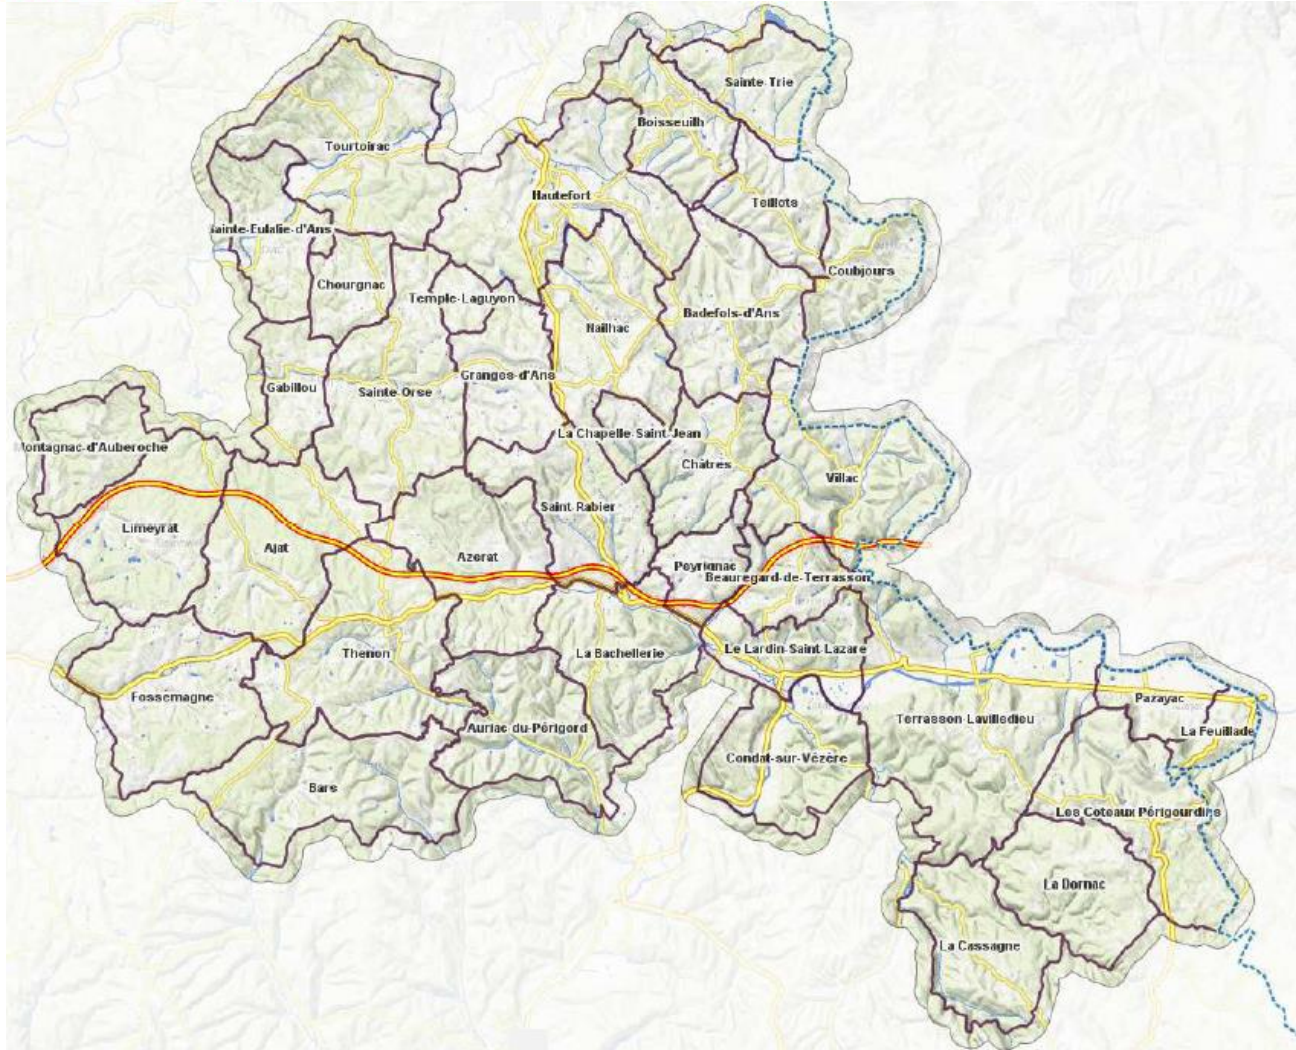 Sainte-Trie
Boisseuilh
Tourtoirac
Hautefort
Teillots
Sainte-Eulalie-d'Ans
Coubjours
Chourgnac
Temple-Laguyon
Badefols-d'Ans
Nailhac
Granges-d'Ans
Gabillou
Sainte-Orse
La Chapelle-Saint-Jean
Montagnac-d'Auberoche
Châtres
Villac
Saint-Rabier
Limeyrat
Ajat
Azerat
Peyrignac
Beauregard-de-Terrasson
Le Lardin-Saint-Lazare
Thenon
La Bachellerie
Fossemagne
Pazayac
Terrasson-Lavilledieu
Auriac-du-Périgord
La Feuillade
Condat-sur-Vézère
Bars
Les Coteaux Périgourdins
La Dornac
La Cassagne